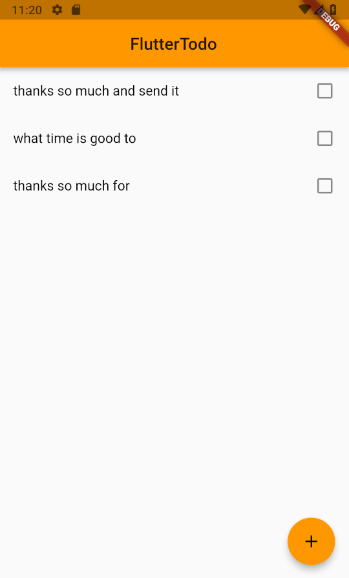 11:20
DEBUG
FlutterTodo
thanks so much and send it
what time is good to
thanks so much for